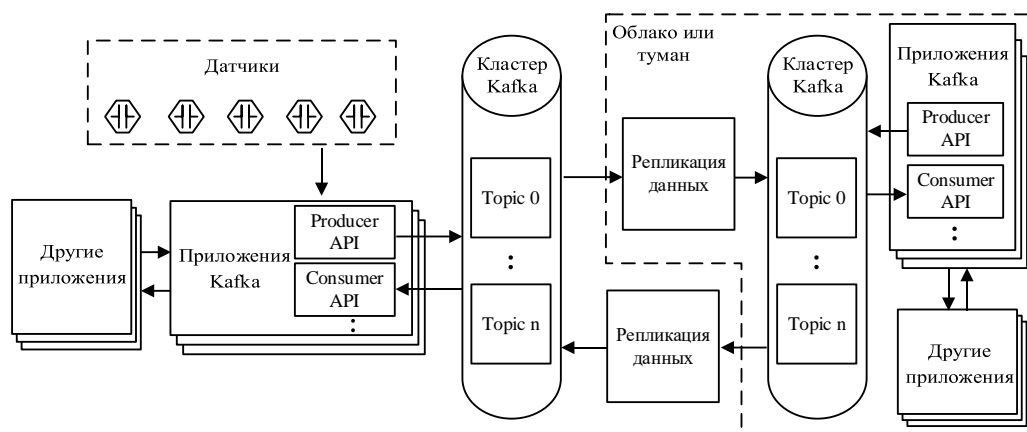 Датчики
Другие
приложения
Приложения
Kafka
Producer
API
Consumer
API
Кластер
Kafka
Topic 0
Topic n
Облако или
туман
Репликация
данных
Репликация
данных
Кластер
Kafka
Topic 0
Topic n
Приложения
Kafka
Producer
API
Consumer
API
Другие
приложения